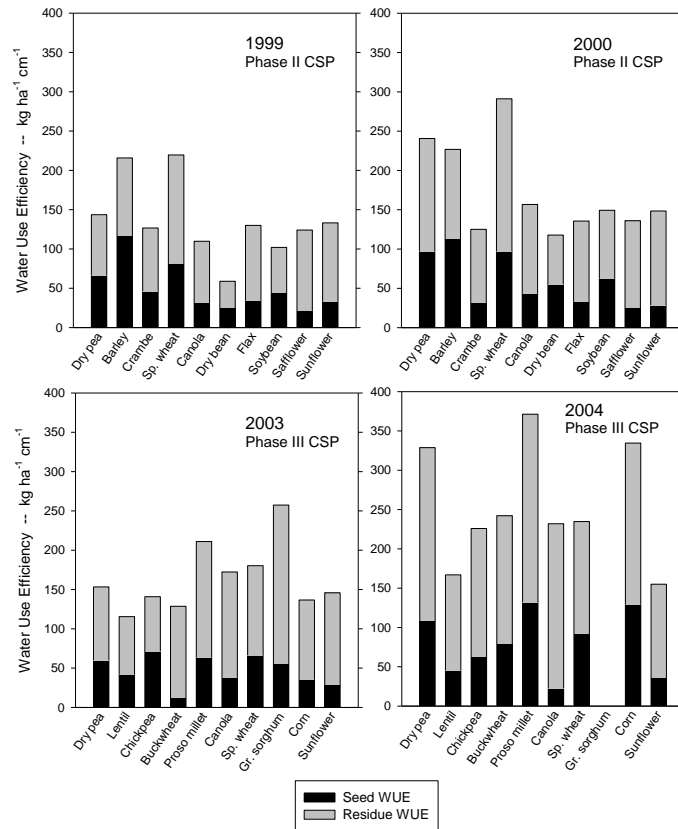 400
350
300
250
200
150
100
50
0
1999
Phase II CSP
Dry pea
Barley
Crambe
Sp. wheat
Canola
Dry bean
Flax
Soybean
Safflower
Sunflower
Water Use Efficiency -- kg ha⁻¹ cm⁻¹
400
350
300
250
200
150
100
50
0
2000
Phase II CSP
Dry pea
Barley
Crambe
Sp. wheat
Canola
Dry bean
Flax
Soybean
Safflower
Sunflower
400
350
300
250
200
150
100
50
0
2003
Phase III CSP
Dry pea
Lentil
Chickpea
Buckwheat
Proso millet
Canola
Sp. wheat
Gr. sorghum
Corn
Sunflower
Water Use Efficiency -- kg ha⁻¹ cm⁻¹
400
350
300
250
200
150
100
50
0
2004
Phase III CSP
Dry pea
Lentil
Chickpea
Buckwheat
Proso millet
Canola
Sp. wheat
Gr. sorghum
Corn
Sunflower
Seed WUE
Residue WUE